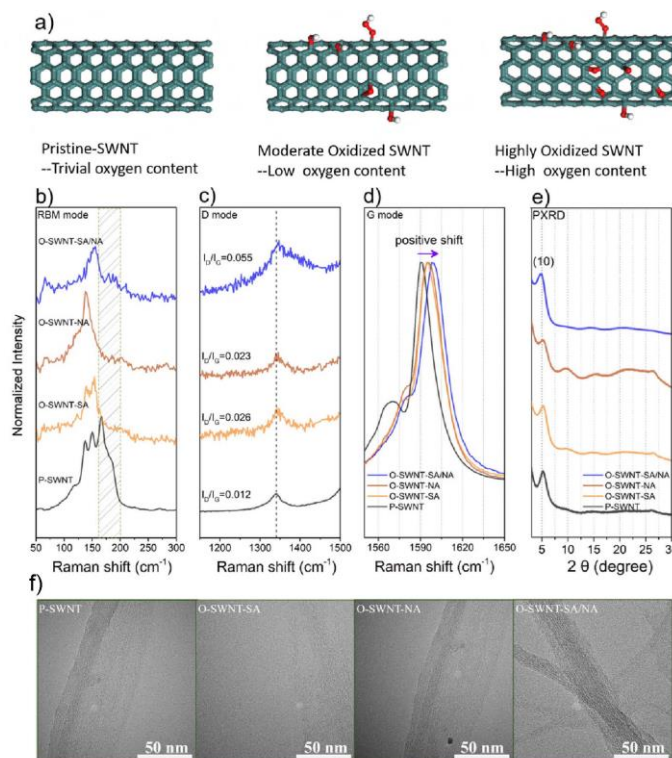 a)
Pristine-SWNT
--Trivial oxygen content
Moderate Oxidized SWNT
--Low oxygen content
Highly Oxidized SWNT
--High oxygen content
b)
RBM mode
O-SWNT-SA/NA
O-SWNT-NA
O-SWNT-SA
P-SWNT
Normalized Intensity
50 100 150 200 250 300
Raman shift (cm⁻¹)
c)
D mode
I_D/I_G=0.055
I_D/I_G=0.023
I_D/I_G=0.026
I_D/I_G=0.012
1200 1300 1400 1500
Raman shift (cm⁻¹)
d)
G mode
positive shift
O-SWNT-SA/NA
O-SWNT-NA
O-SWNT-SA
P-SWNT
1560 1590 1620 1650
Raman shift (cm⁻¹)
e)
PXRD
(10)
O-SWNT-SA/NA
O-SWNT-NA
O-SWNT-SA
P-SWNT
5 10 15 20 25 30
2 θ (degree)
f)
P-SWNT
50 nm
O-SWNT-SA
50 nm
O-SWNT-NA
50 nm
O-SWNT-SA/NA
50 nm